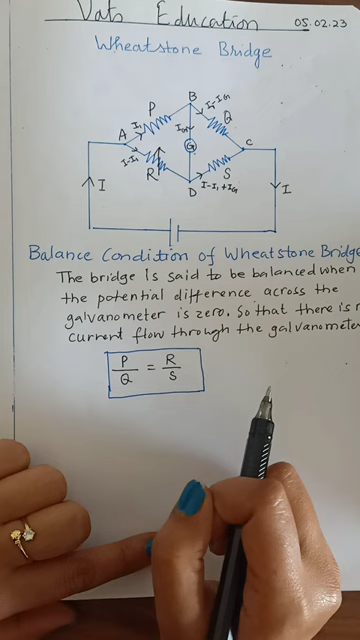 Vats Education
05.02.23
Wheatstone Bridge
B
P
I₁
I₁-IG
Q
IG
A
G
C
I-I₁
R
S
D
I-I₁+IG
I
I
Balance Condition of Wheatstone Bridge
The bridge is said to be balanced when
the potential difference across the
galvanometer is zero. So that there is
current flow through the galvanometer
P/Q = R/S